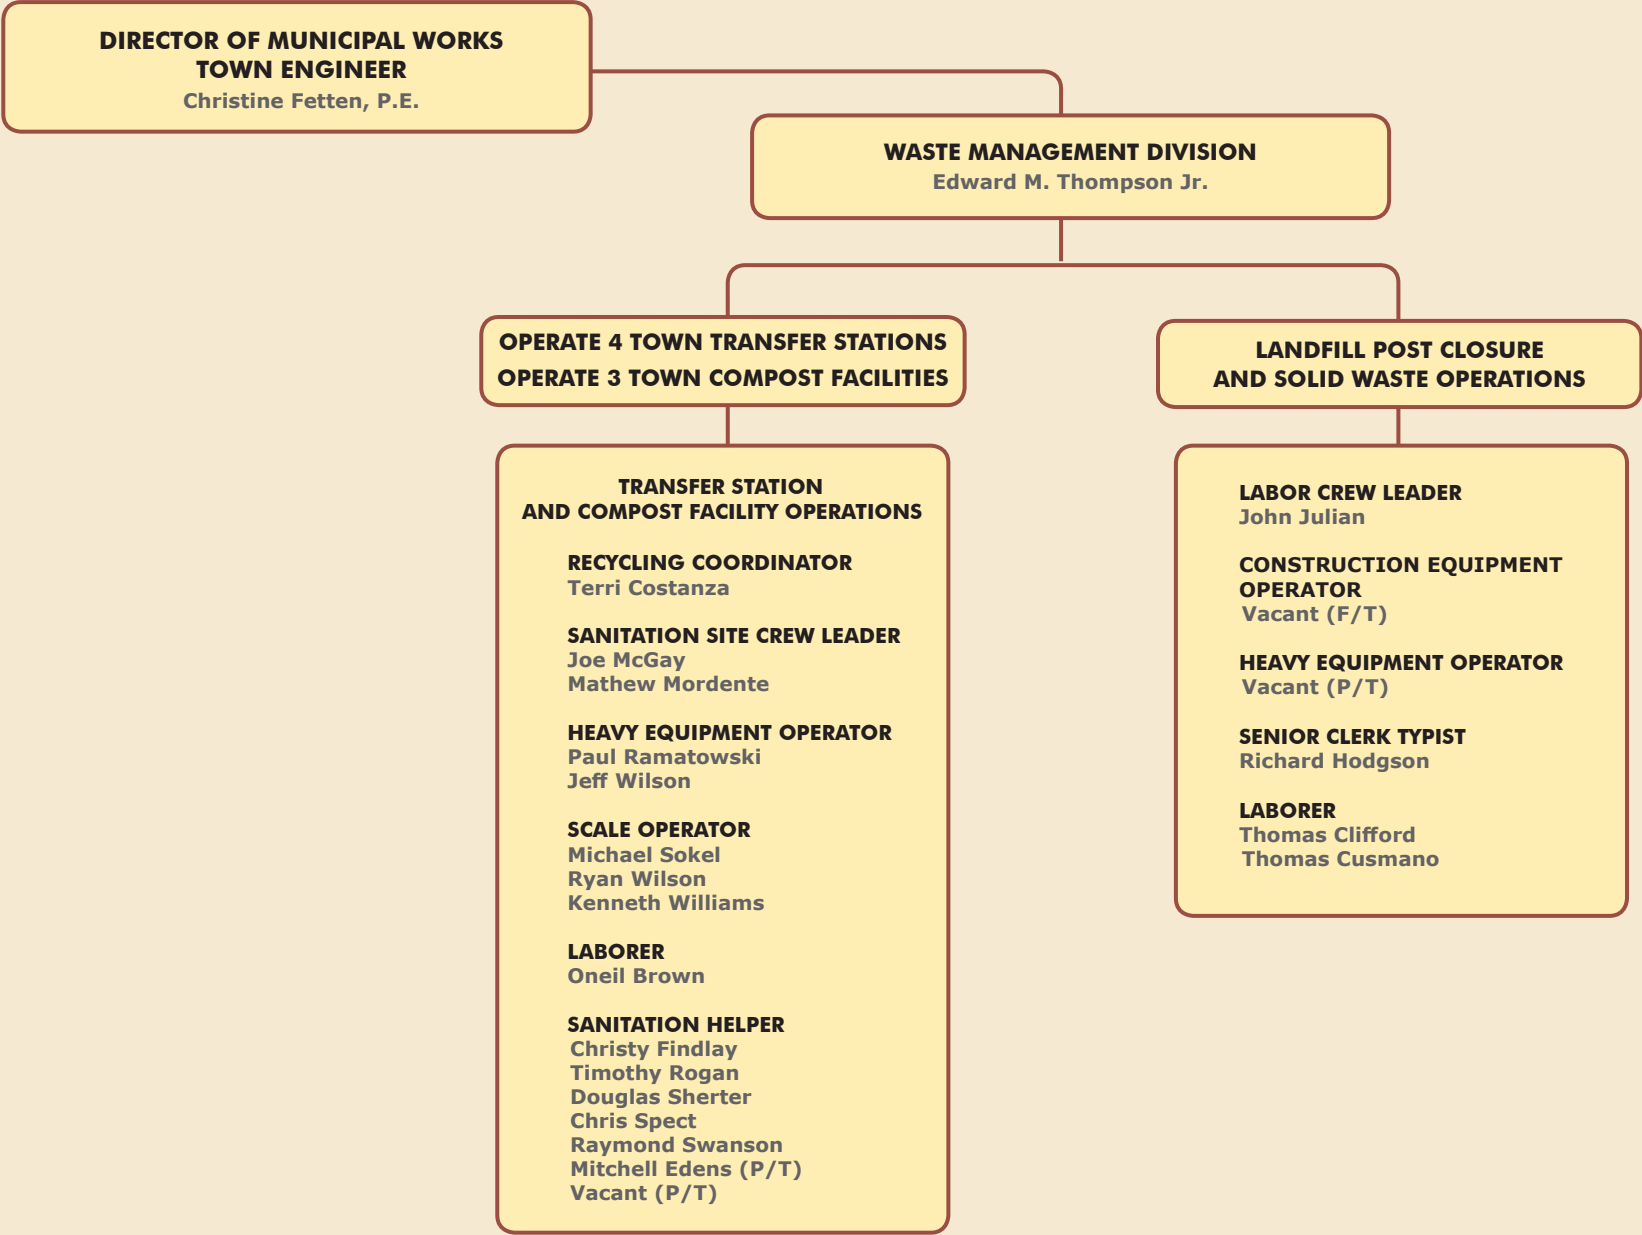 DIRECTOR OF MUNICIPAL WORKS
TOWN ENGINEER
Christine Fetten, P.E.
WASTE MANAGEMENT DIVISION
Edward M. Thompson Jr.
OPERATE 4 TOWN TRANSFER STATIONS
OPERATE 3 TOWN COMPOST FACILITIES
TRANSFER STATION
AND COMPOST FACILITY OPERATIONS
RECYCLING COORDINATOR
Terri Costanza
SANITATION SITE CREW LEADER
Joe McGay
Mathew Mordente
HEAVY EQUIPMENT OPERATOR
Paul Ramatowski
Jeff Wilson
SCALE OPERATOR
Michael Sokel
Ryan Wilson
Kenneth Williams
LABORER
Oneil Brown
SANITATION HELPER
Christy Findlay
Timothy Rogan
Douglas Sherter
Chris Spect
Raymond Swanson
Mitchell Edens (P/T)
Vacant (P/T)
LANDFILL POST CLOSURE
AND SOLID WASTE OPERATIONS
LABOR CREW LEADER
John Julian
CONSTRUCTION EQUIPMENT
OPERATOR
Vacant (F/T)
HEAVY EQUIPMENT OPERATOR
Vacant (P/T)
SENIOR CLERK TYPIST
Richard Hodgson
LABORER
Thomas Clifford
Thomas Cusmano